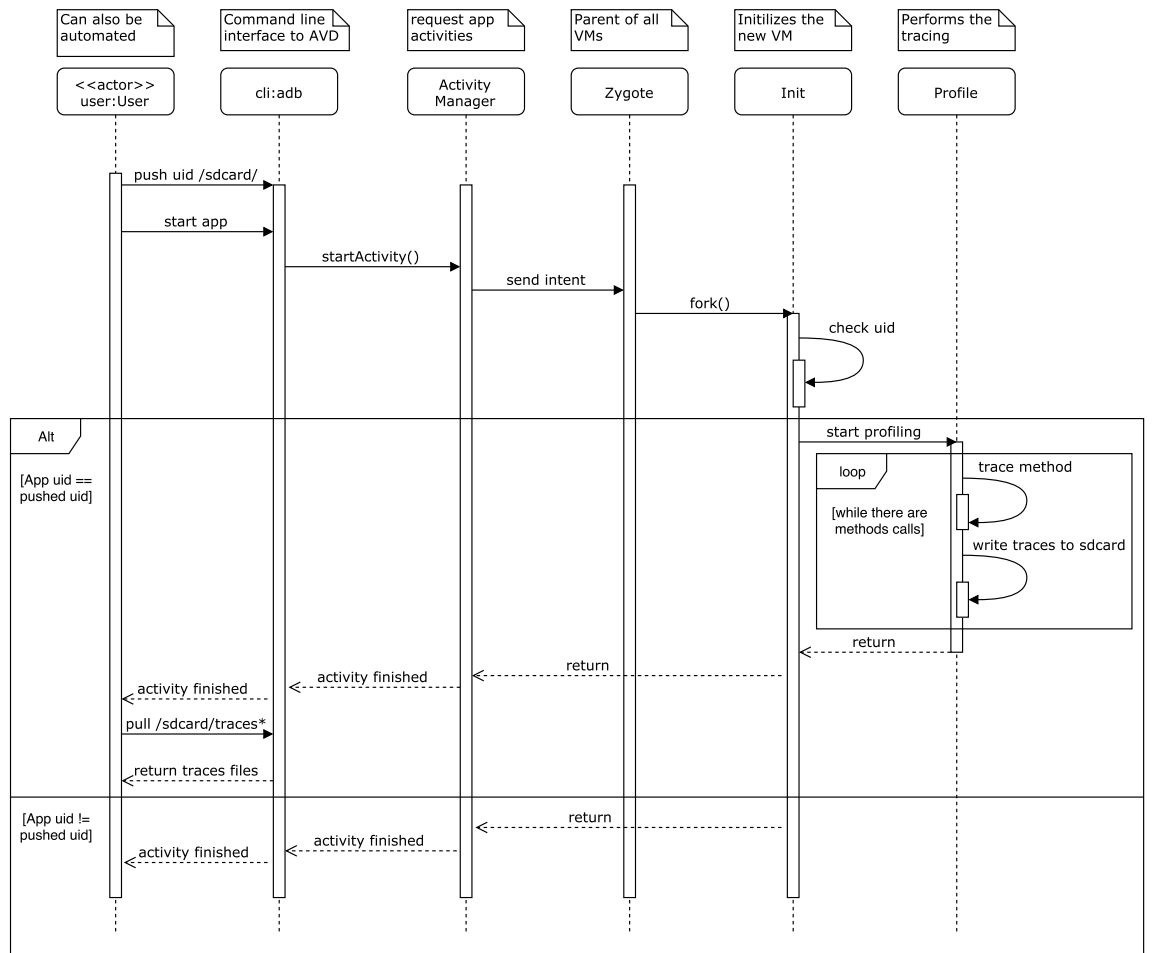 Can also be
automated
Command line
interface to AVD
request app
activities
Parent of all
VMs
Initilizes the
new VM
Performs the
tracing
<<actor>>
user:User
cli:adb
Activity
Manager
Zygote
Init
Profile
push uid /sdcard/
start app
startActivity()
send intent
fork()
check uid
Alt
[App uid ==
pushed uid]
start profiling
loop
[while there are
methods calls]
trace method
write traces to sdcard
return
return
activity finished
activity finished
pull /sdcard/traces*
return traces files
[App uid !=
pushed uid]
return
activity finished
activity finished